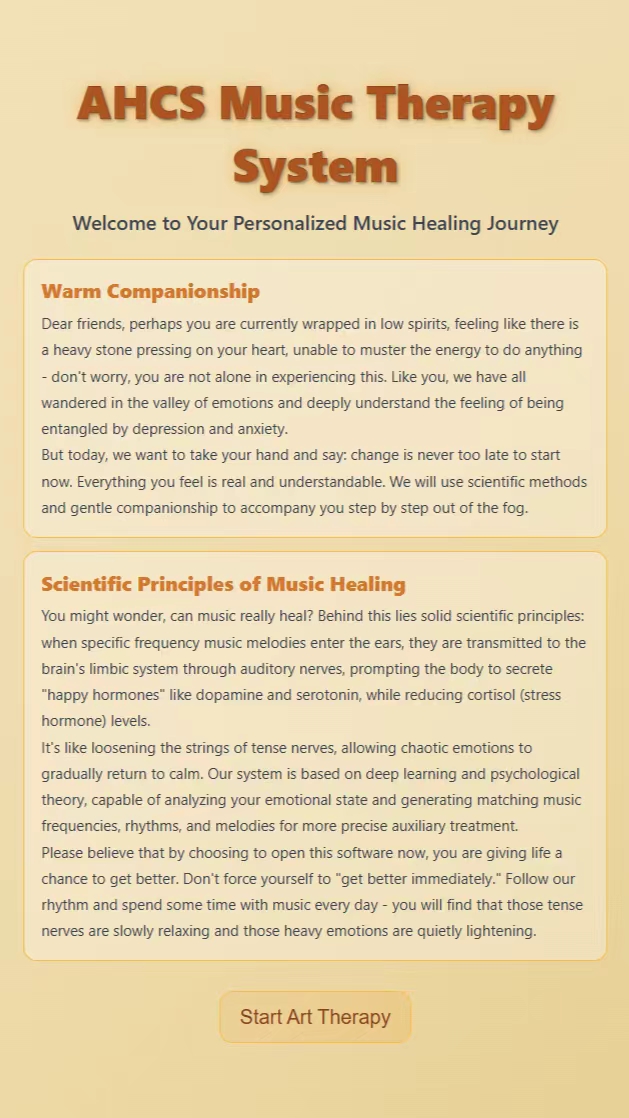 AHCS Music Therapy
System
Welcome to Your Personalized Music Healing Journey
Warm Companionship
Dear friends, perhaps you are currently wrapped in low spirits, feeling like there is
a heavy stone pressing on your heart, unable to muster the energy to do anything
- don't worry, you are not alone in experiencing this. Like you, we have all
wandered in the valley of emotions and deeply understand the feeling of being
entangled by depression and anxiety.
But today, we want to take your hand and say: change is never too late to start
now. Everything you feel is real and understandable. We will use scientific methods
and gentle companionship to accompany you step by step out of the fog.
Scientific Principles of Music Healing
You might wonder, can music really heal? Behind this lies solid scientific principles:
when specific frequency music melodies enter the ears, they are transmitted to the
brain's limbic system through auditory nerves, prompting the body to secrete
"happy hormones" like dopamine and serotonin, while reducing cortisol (stress
hormone) levels.
It's like loosening the strings of tense nerves, allowing chaotic emotions to
gradually return to calm. Our system is based on deep learning and psychological
theory, capable of analyzing your emotional state and generating matching music
frequencies, rhythms, and melodies for more precise auxiliary treatment.
Please believe that by choosing to open this software now, you are giving life a
chance to get better. Don't force yourself to "get better immediately." Follow our
rhythm and spend some time with music every day - you will find that those tense
nerves are slowly relaxing and those heavy emotions are quietly lightening.
Start Art Therapy